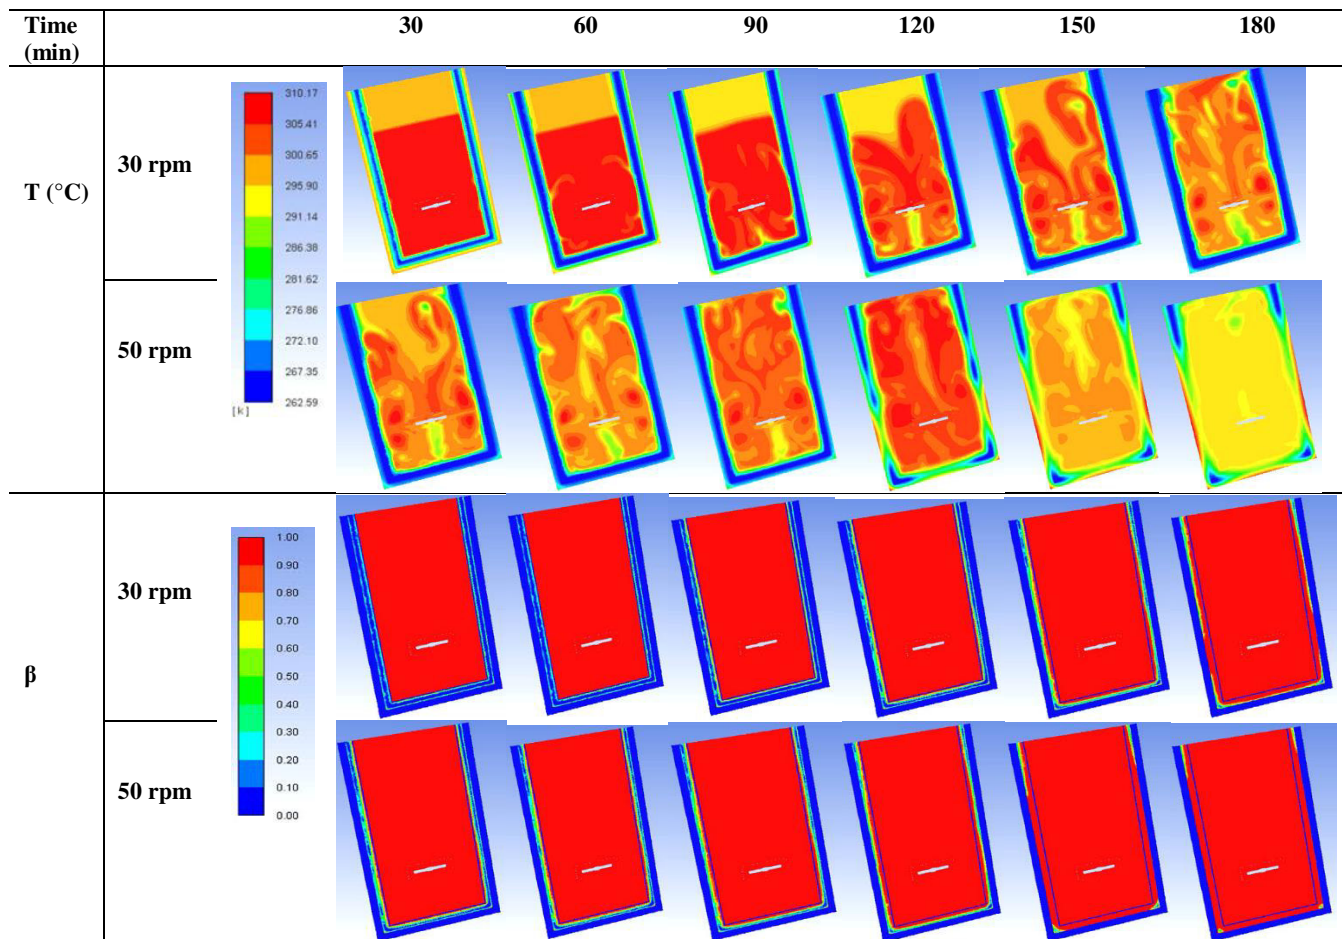 Time (min) 30 60 90 120 150 180
T (°C)
30 rpm
310.17
305.41
300.65
295.90
291.14
286.38
281.62
276.86
272.10
267.35
262.59
[k]
50 rpm
β
30 rpm
1.00
0.90
0.80
0.70
0.60
0.50
0.40
0.30
0.20
0.10
0.00
50 rpm